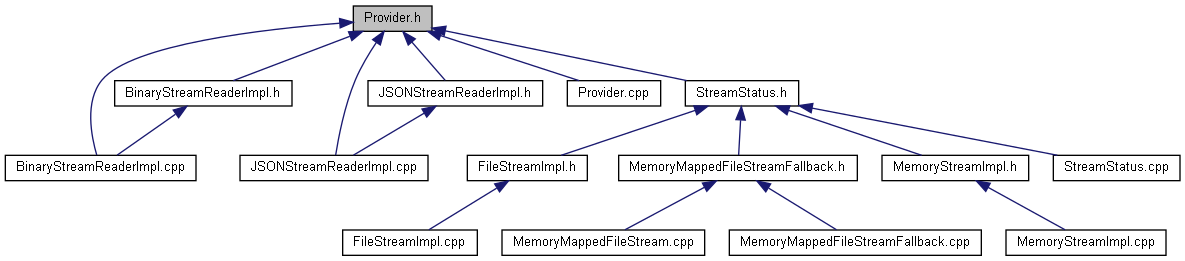 Provider.h
BinaryStreamReaderImpl.h
JSONStreamReaderImpl.h
Provider.cpp
StreamStatus.h
BinaryStreamReaderImpl.cpp
JSONStreamReaderImpl.cpp
FileStreamImpl.h
MemoryMappedFileStreamFallback.h
MemoryStreamImpl.h
StreamStatus.cpp
FileStreamImpl.cpp
MemoryMappedFileStream.cpp
MemoryMappedFileStreamFallback.cpp
MemoryStreamImpl.cpp